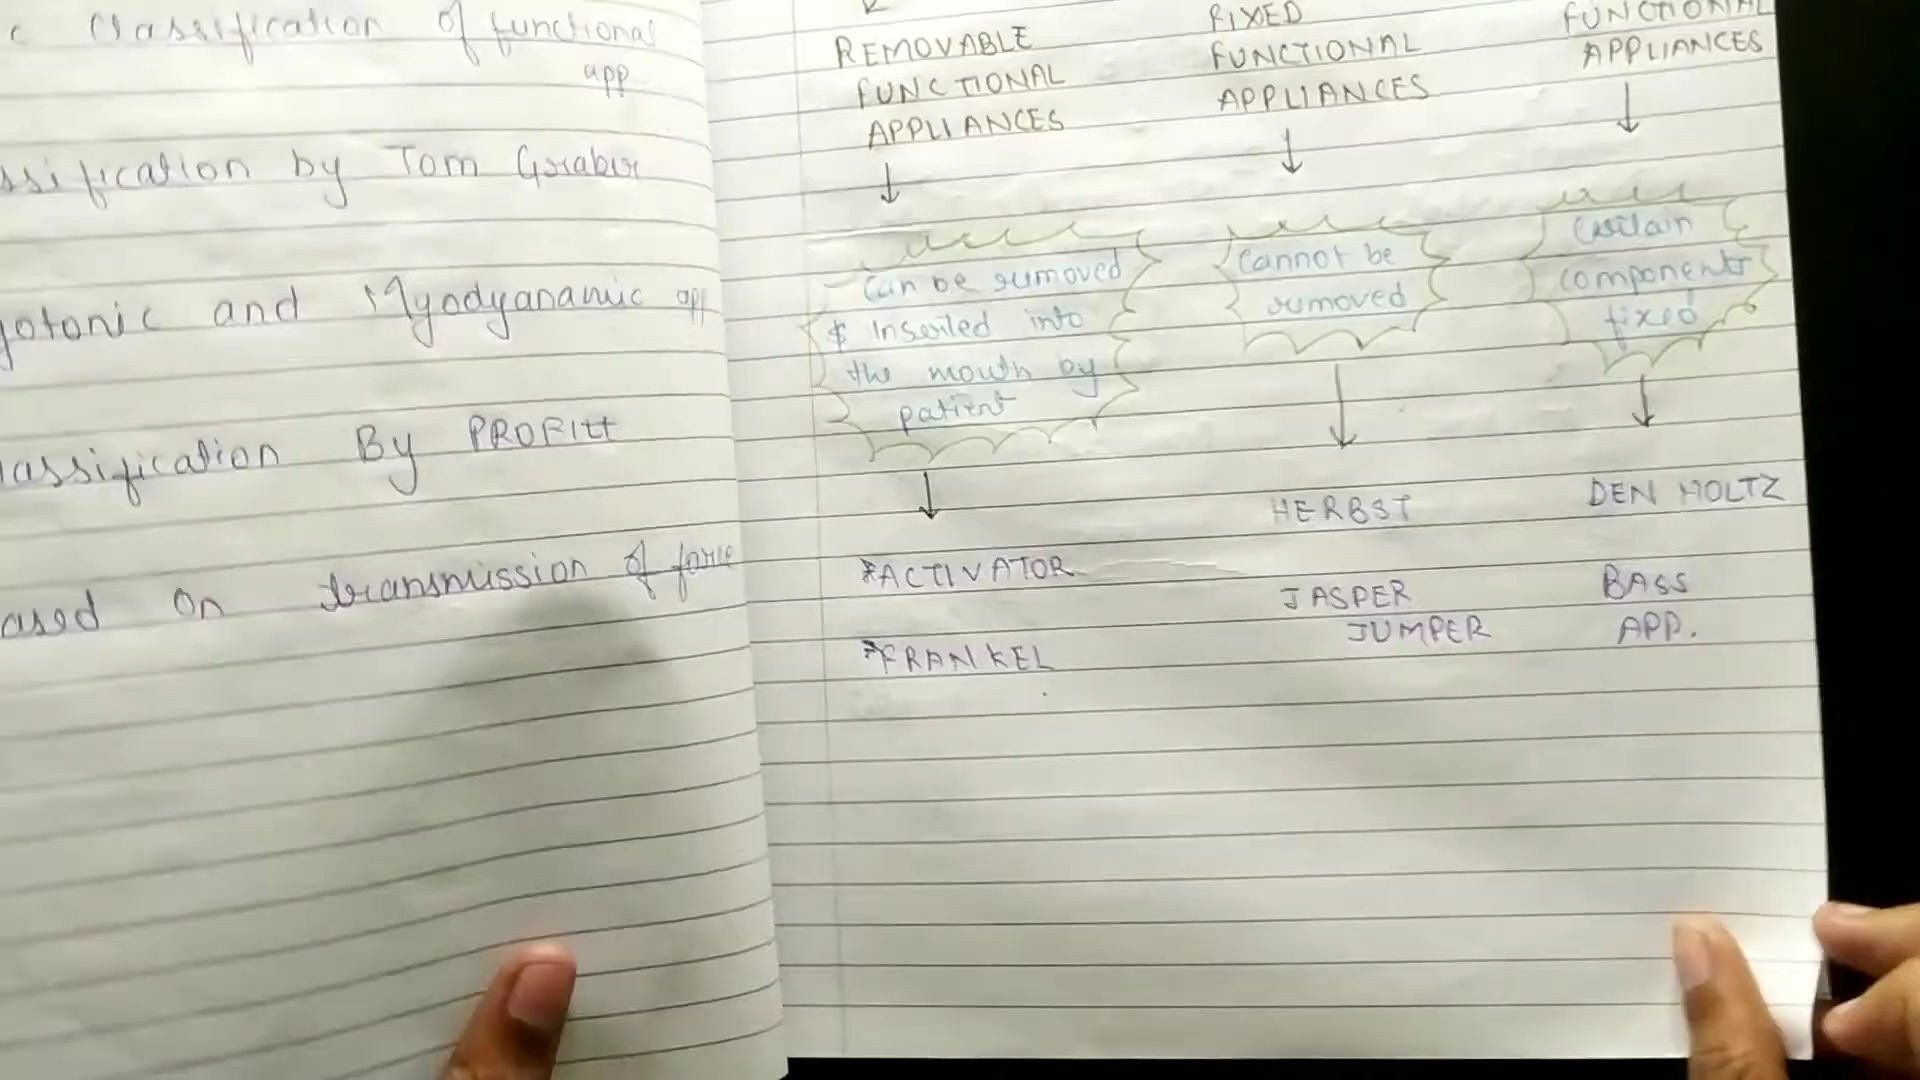 c Classification of functional
app
ssification by Tom Graber
yotonic and Myodyanamic app
lassification By PROFItt
ased on transmission of force
REMOVABLE
FUNCTIONAL
APPLIANCES
Can be removed
& Inserted into
the mouth by
patient
*ACTIVATOR
*FRANKEL
FIXED
FUNCTIONAL
APPLIANCES
Cannot be
removed
HERBST
JASPER
JUMPER
FUNCTIONAL
APPLIANCES
Certain
components
fixed
DEN HOLTZ
BASS
APP.